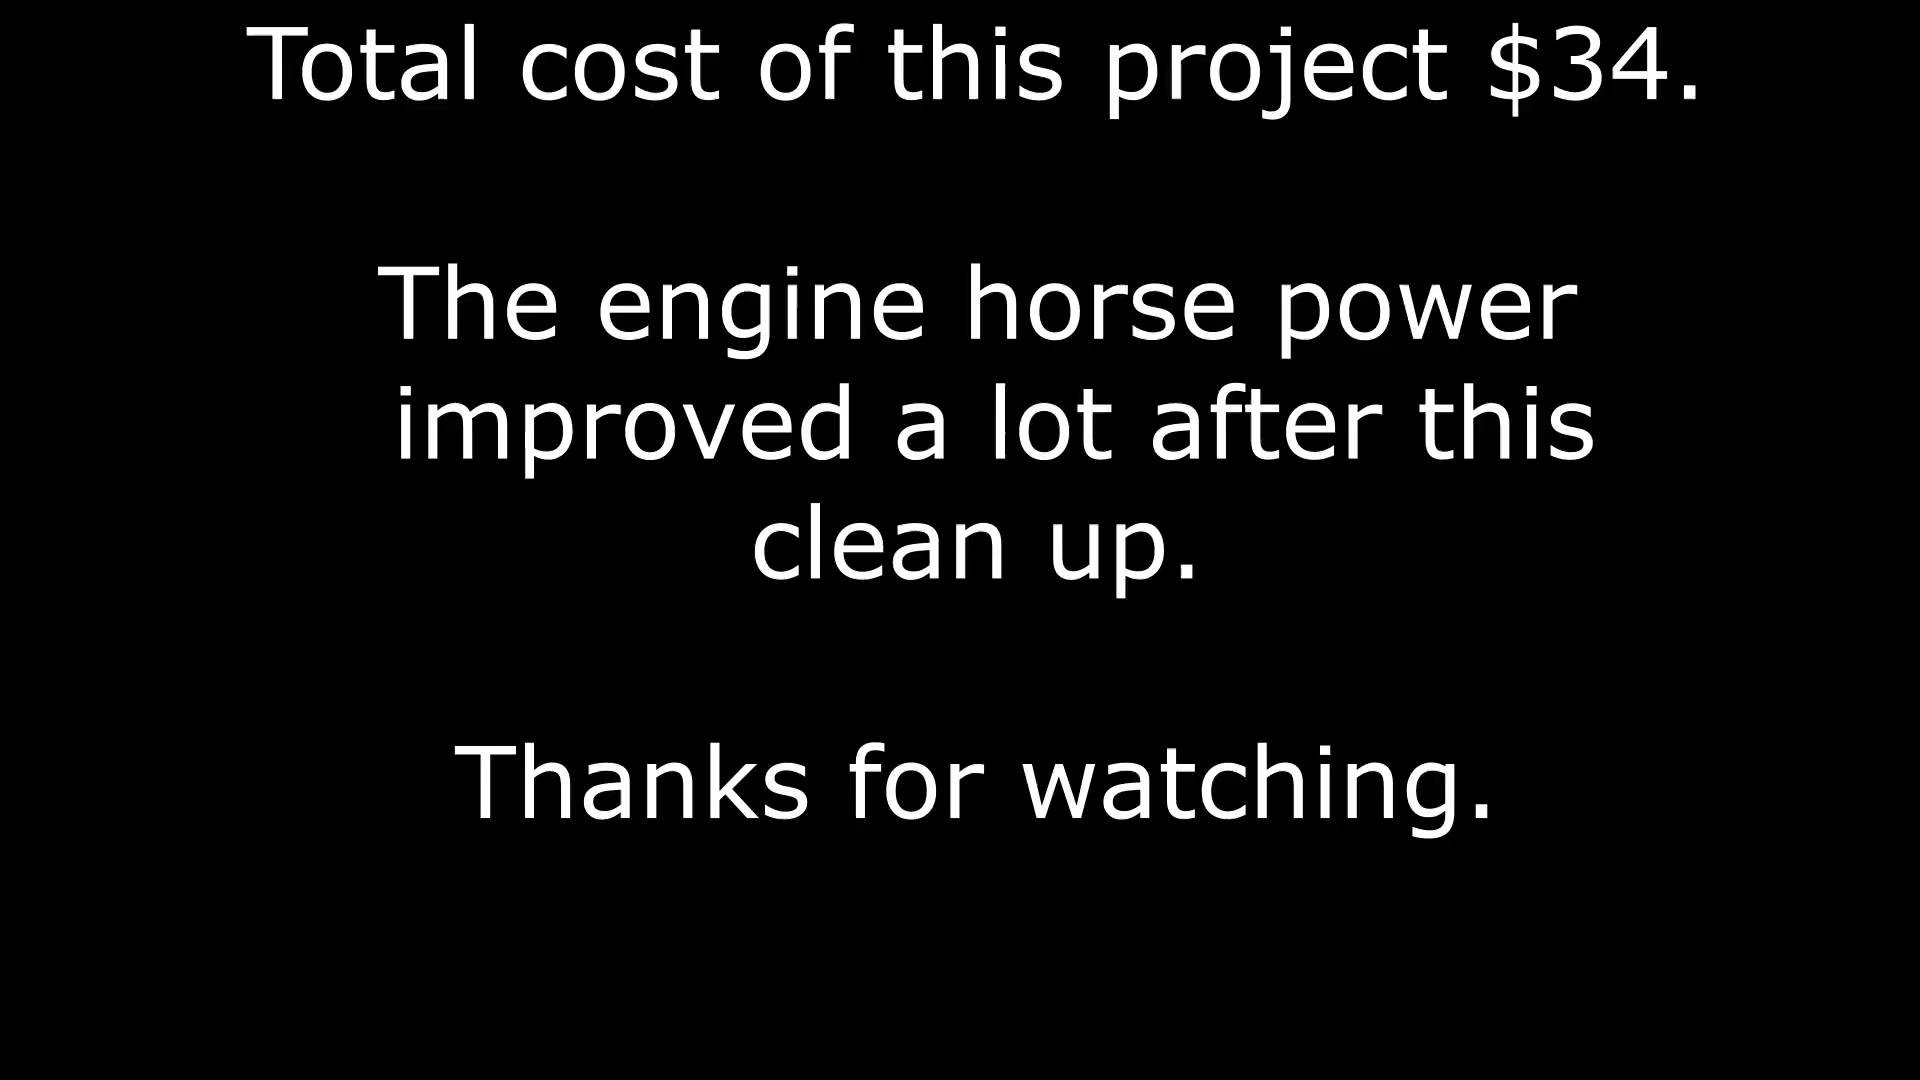 Total cost of this project $34.
The engine horse power
improved a lot after this
clean up.
Thanks for watching.